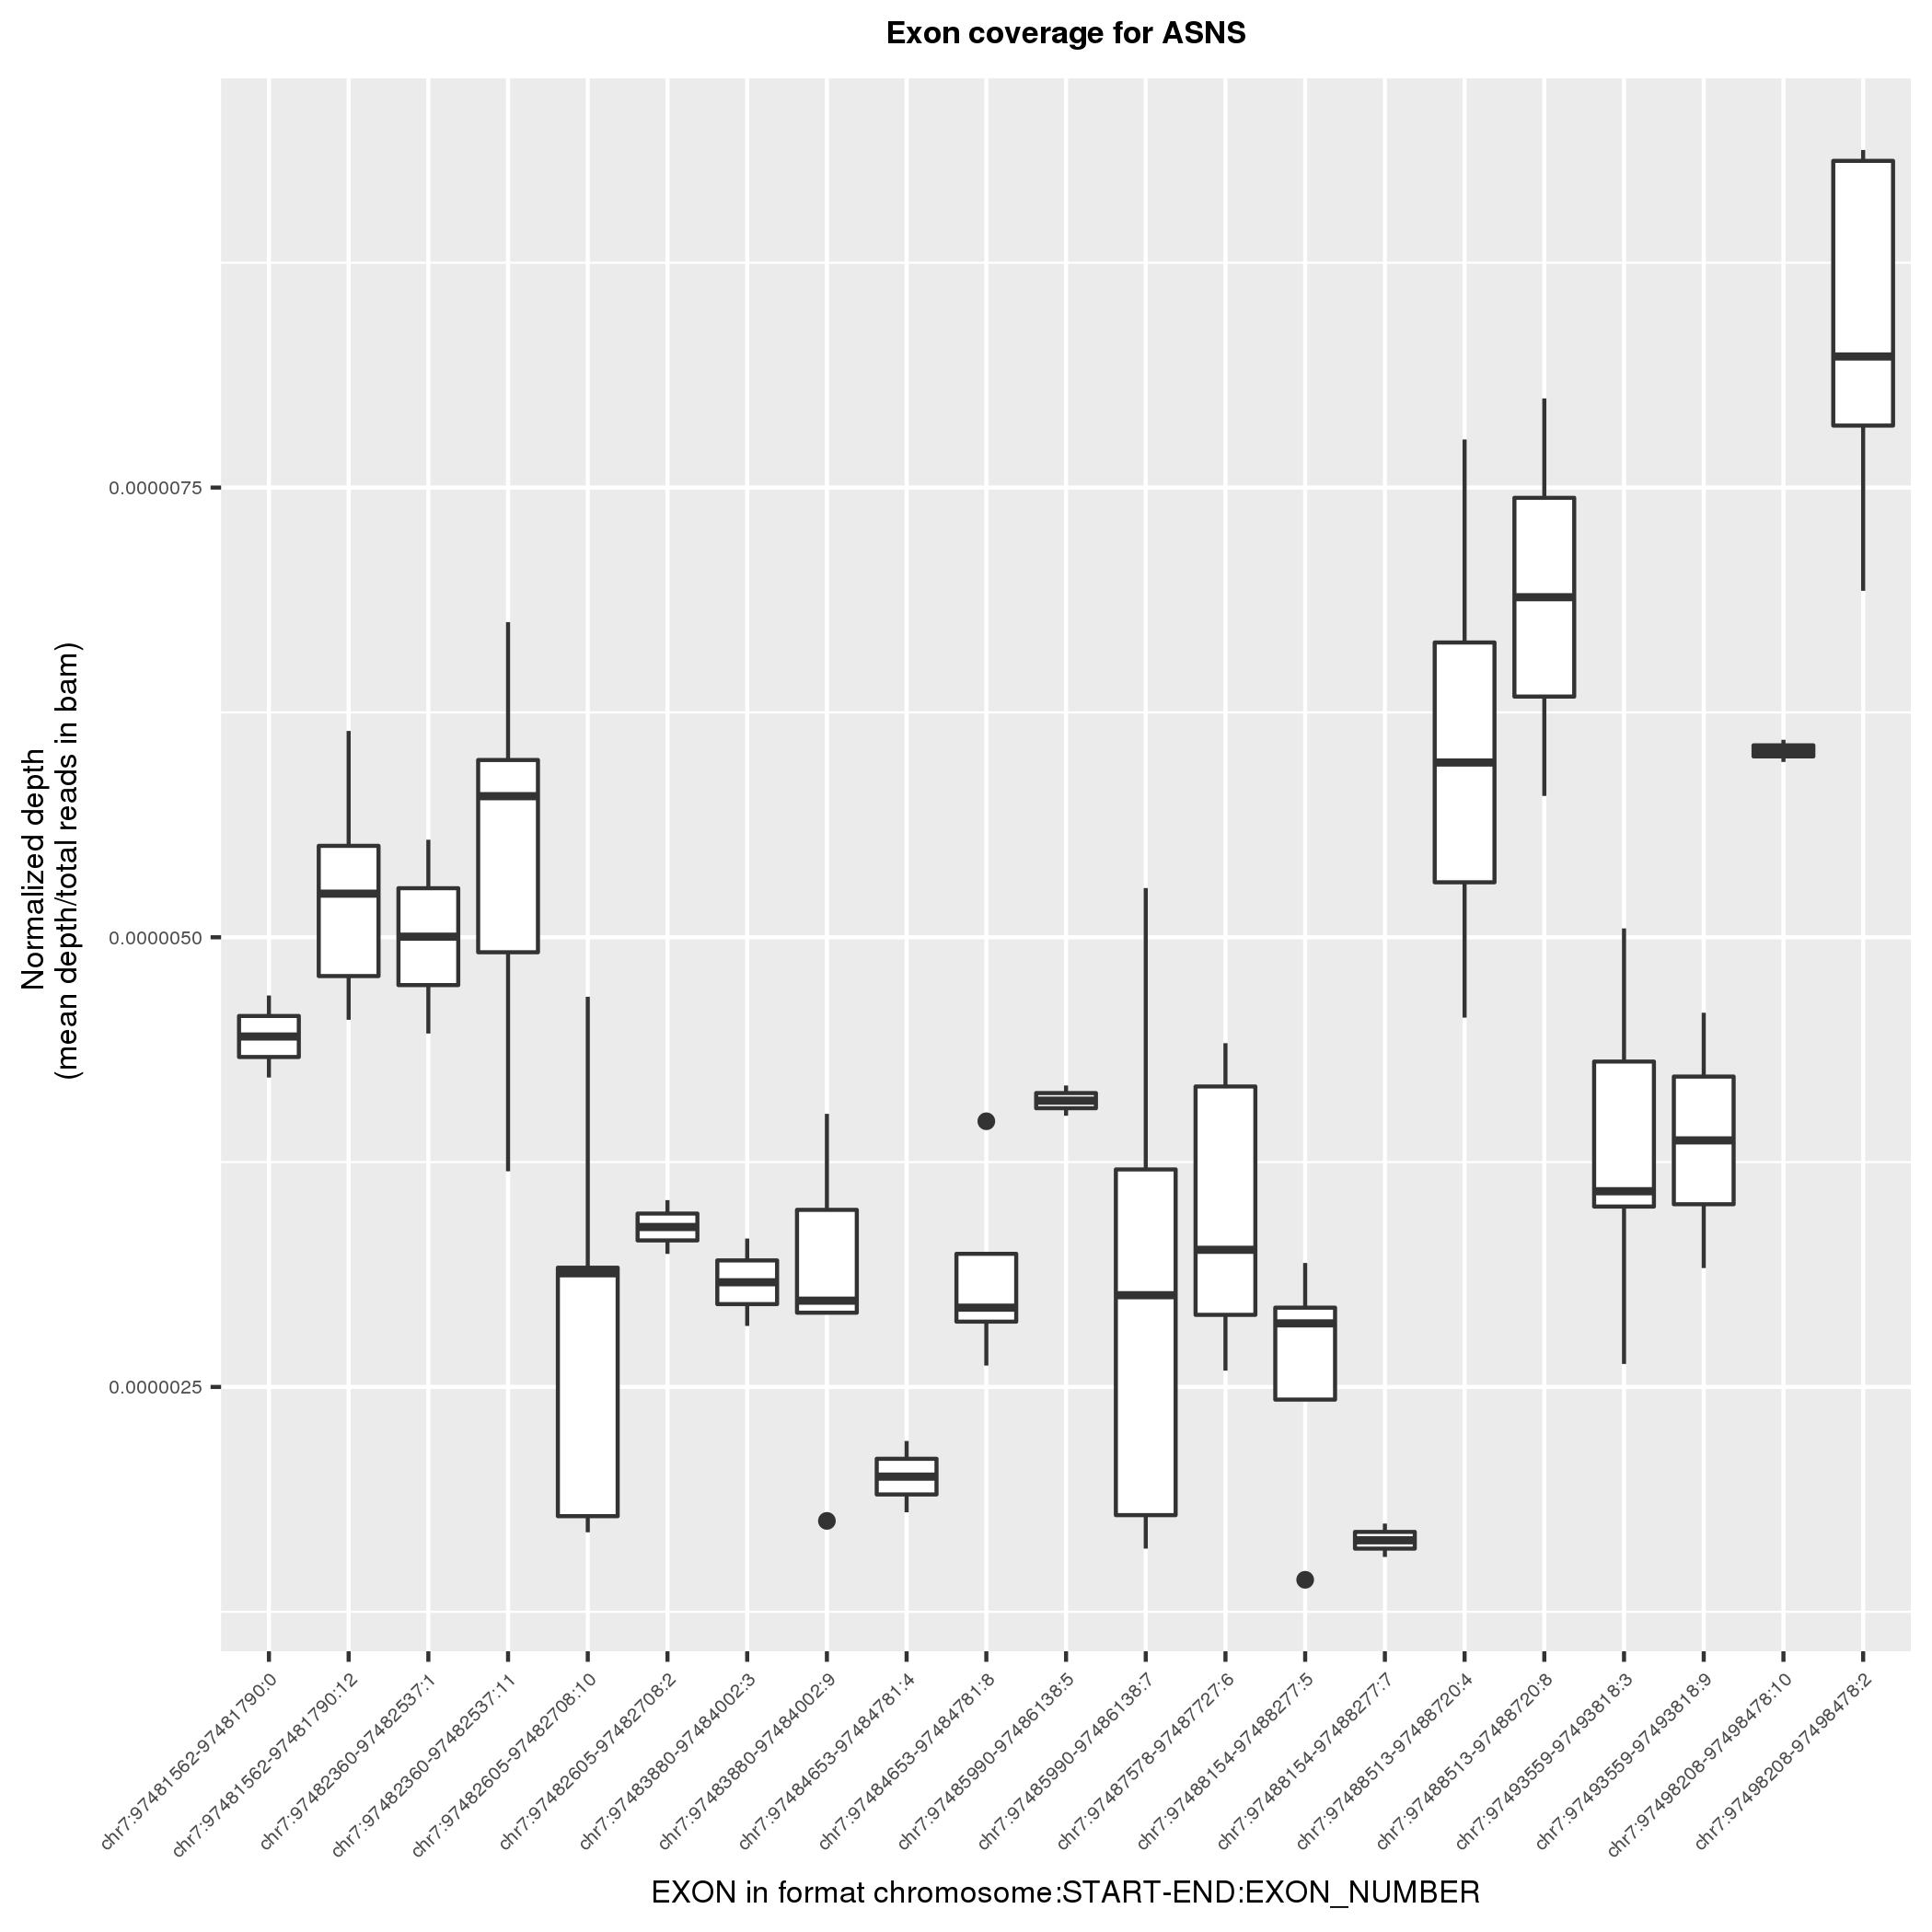 Exon coverage for ASNS
Normalized depth
(mean depth/total reads in bam)
0.0000075
0.0000050
0.0000025
chr7:97481562-97481790:0
chr7:97481562-97481790:12
chr7:97482360-97482537:1
chr7:97482360-97482537:11
chr7:97482605-97482708:10
chr7:97482605-97482708:2
chr7:97483880-97484002:3
chr7:97483880-97484002:9
chr7:97484653-97484781:4
chr7:97484653-97484781:8
chr7:97485990-97486138:5
chr7:97485990-97486138:7
chr7:97487578-97487727:6
chr7:97488154-97488277:5
chr7:97488154-97488277:7
chr7:97488513-97488720:4
chr7:97488513-97488720:8
chr7:97493559-97493818:3
chr7:97493559-97493818:9
chr7:97498208-97498478:10
chr7:97498208-97498478:2
EXON in format chromosome:START-END:EXON_NUMBER